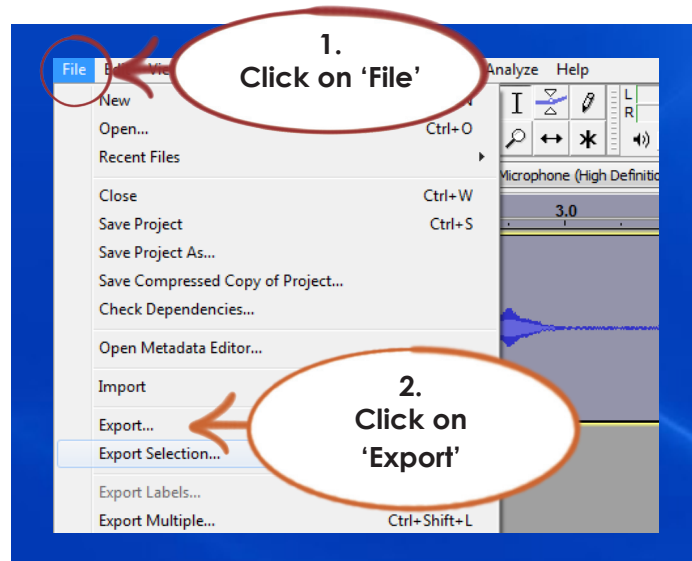 1.
Click on ‘File’
File Analyze Help
New
Open... Ctrl+O
Recent Files
Close Ctrl+W
Save Project Ctrl+S
Save Project As...
Save Compressed Copy of Project...
Check Dependencies...
Open Metadata Editor...
Import
Export...
Export Selection...
Export Labels...
Export Multiple... Ctrl+Shift+L
L
R
Microphone (High Definitio
3.0
2.
Click on
‘Export’